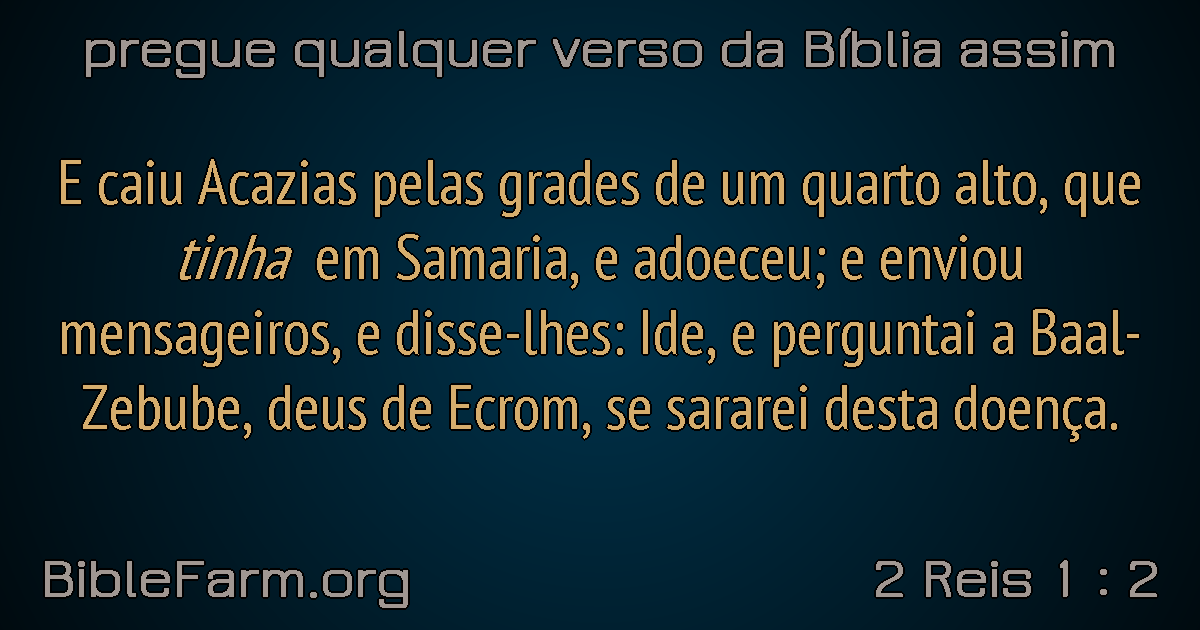 pregue qualquer verso da Bíblia assim
E caiu Acazias pelas grades de um quarto alto, que
tinha em Samaria, e adoeceu; e enviou
mensageiros, e disse-lhes: Ide, e perguntai a Baal-
Zebube, deus de Ecrom, se sararei desta doença.
BibleFarm.org
2 Reis 1 : 2